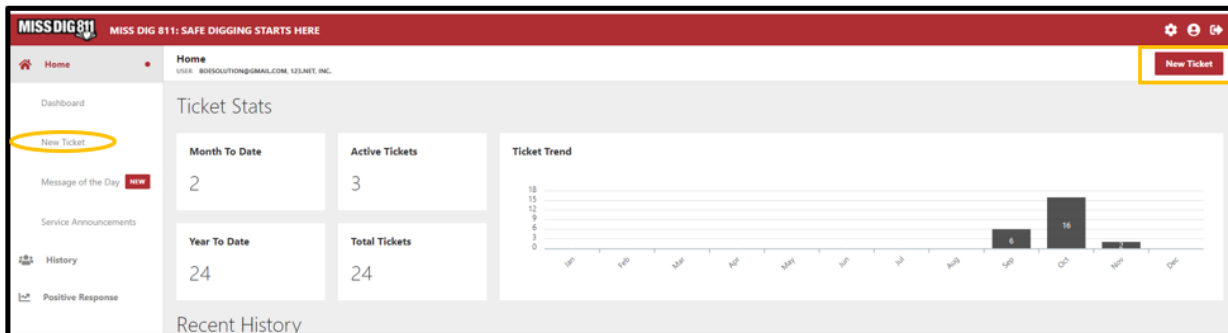 MISS DIG 811 MISS DIG 811: SAFE DIGGING STARTS HERE
Home
Dashboard
New Ticket
Message of the Day NEW
Service Announcements
History
Positive Response
Home
USER BOESOLUTION@GMAIL.COM, 123.NET, INC.
New Ticket
Ticket Stats
Month To Date
2
Active Tickets
3
Year To Date
24
Total Tickets
24
Ticket Trend
18
15
12
9
6
3
0
6
16
2
Jan Feb Mar Apr May Jun Jul Aug Sep Oct Nov Dec
Recent History